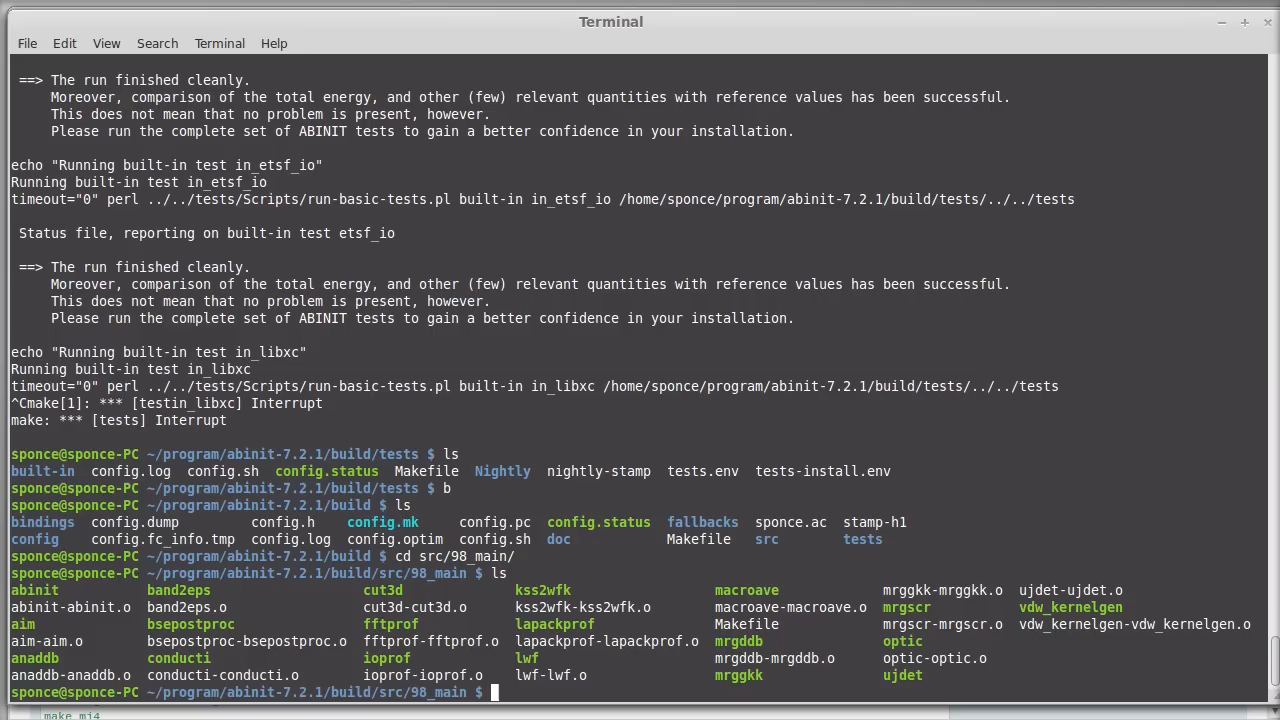 Terminal
File Edit View Search Terminal Help
==> The run finished cleanly.
Moreover, comparison of the total energy, and other (few) relevant quantities with reference values has been successful.
This does not mean that no problem is present, however.
Please run the complete set of ABINIT tests to gain a better confidence in your installation.
echo "Running built-in test in_etsf_io"
Running built-in test in_etsf_io
timeout="0" perl ../../tests/Scripts/run-basic-tests.pl built-in in_etsf_io /home/sponce/program/abinit-7.2.1/build/tests/../../tests
Status file, reporting on built-in test etsf_io
==> The run finished cleanly.
Moreover, comparison of the total energy, and other (few) relevant quantities with reference values has been successful.
This does not mean that no problem is present, however.
Please run the complete set of ABINIT tests to gain a better confidence in your installation.
echo "Running built-in test in_libxc"
Running built-in test in_libxc
timeout="0" perl ../../tests/Scripts/run-basic-tests.pl built-in in_libxc /home/sponce/program/abinit-7.2.1/build/tests/../../tests
^Cmake[1]: *** [testin_libxc] Interrupt
make: *** [tests] Interrupt
sponce@sponce-PC ~/program/abinit-7.2.1/build/tests $ ls
built-in config.log config.sh config.status Makefile Nightly nightly-stamp tests.env tests-install.env
sponce@sponce-PC ~/program/abinit-7.2.1/build/tests $ b
sponce@sponce-PC ~/program/abinit-7.2.1/build $ ls
bindings config.dump config.h config.mk config.pc config.status fallbacks sponce.ac stamp-h1
config config.fc_info.tmp config.log config.optim config.sh doc Makefile src tests
sponce@sponce-PC ~/program/abinit-7.2.1/build $ cd src/98_main/
sponce@sponce-PC ~/program/abinit-7.2.1/build/src/98_main $ ls
abinit band2eps cut3d kss2wfk macroave mrgkk-mrggkk.o ujdet-ujdet.o
abinit-abinit.o band2eps.o cut3d-cut3d.o kss2wfk-kss2wfk.o macroave-macroave.o mrgscr vdw_kernelgen
aim bsepostproc fftprof lapackprof Makefile mrgscr-mrgscr.o vdw_kernelgen-vdw_kernelgen.o
aim-aim.o bsepostproc-bsepostproc.o fftprof-fftprof.o lapackprof-lapackprof.o mrgddb optic
anaddb conducti ioprof lwf mrgddb-mrgddb.o optic-optic.o
anaddb-anaddb.o conducti-conducti.o ioprof-ioprof.o lwf-lwf.o mrggkk ujdet
sponce@sponce-PC ~/program/abinit-7.2.1/build/src/98_main $
make mj4